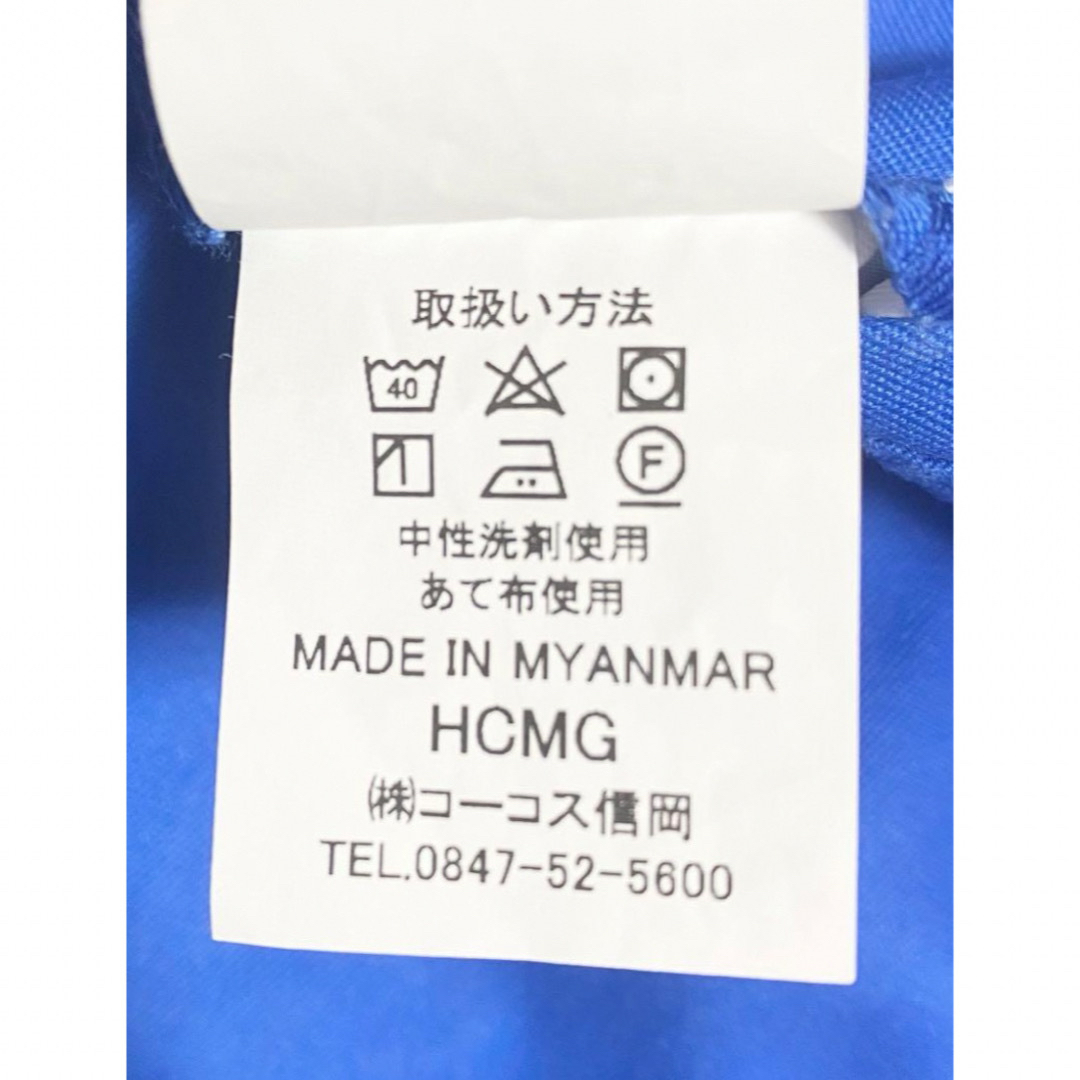 取扱い方法
40
F
中性洗剤使用
あて布使用
MADE IN MYANMAR
HCMG
㈱コーコス信岡
TEL.0847-52-5600